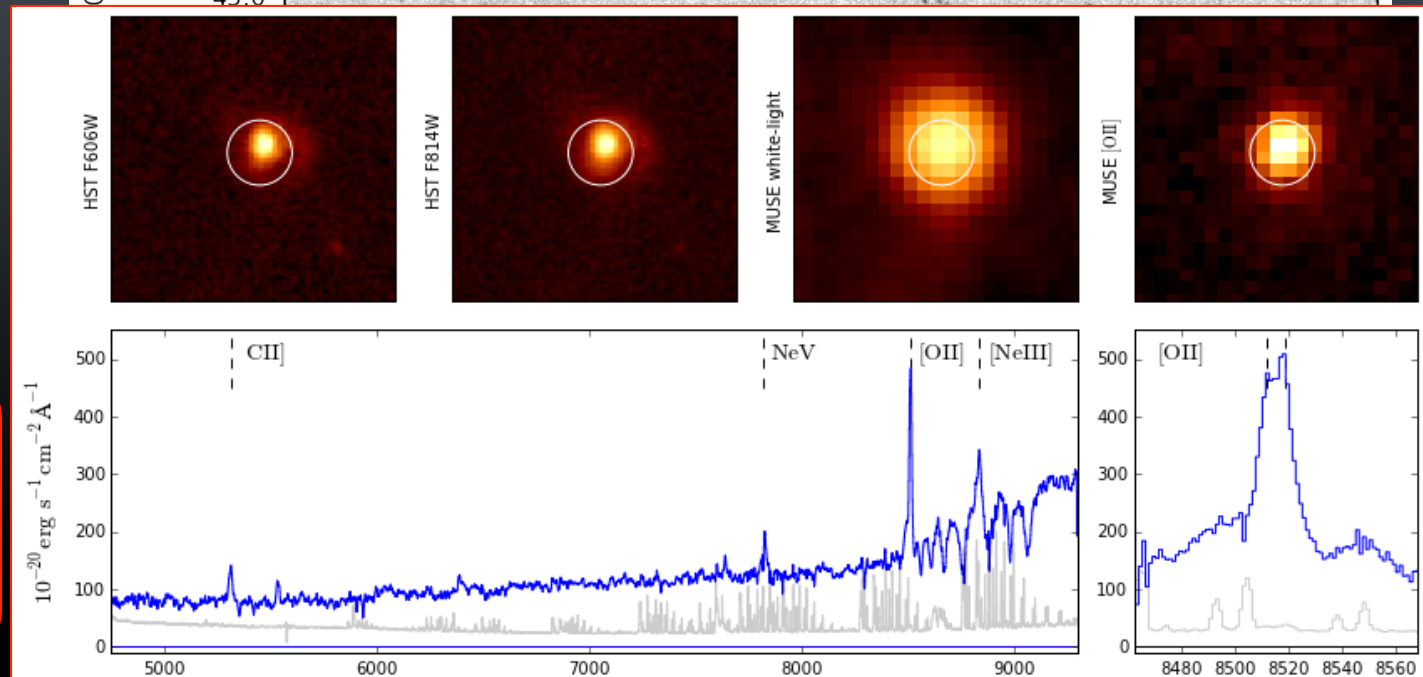 45.0
HST F606W
HST F814W
MUSE white-light
MUSE [OII]
10⁻²⁰ erg s⁻¹ cm⁻² Å⁻¹
500
400
300
200
100
0
CII]
NeV
[OII]
[NeIII]
5000 6000 7000 8000 9000
500
400
300
200
100
0
[OII]
8480 8500 8520 8540 8560